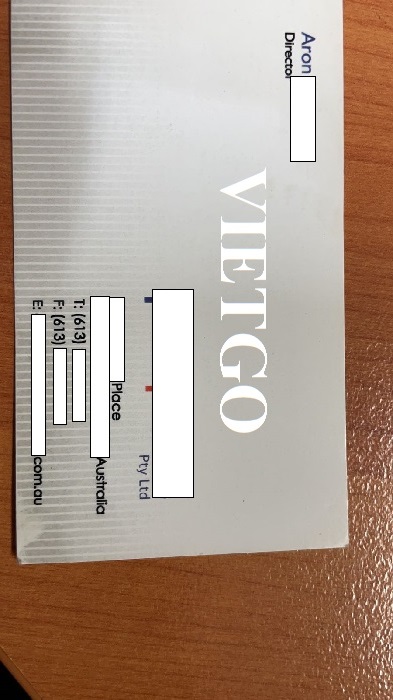 Aron
Director
VIETGO
Pty Ltd
Place
Australia
T: (613)
F: (613)
E: com.au